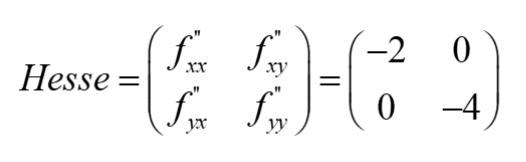 Hesse = ( f''xx f''xy ) = ( −2 0 )
( f''yx f''yy ) ( 0 −4 )